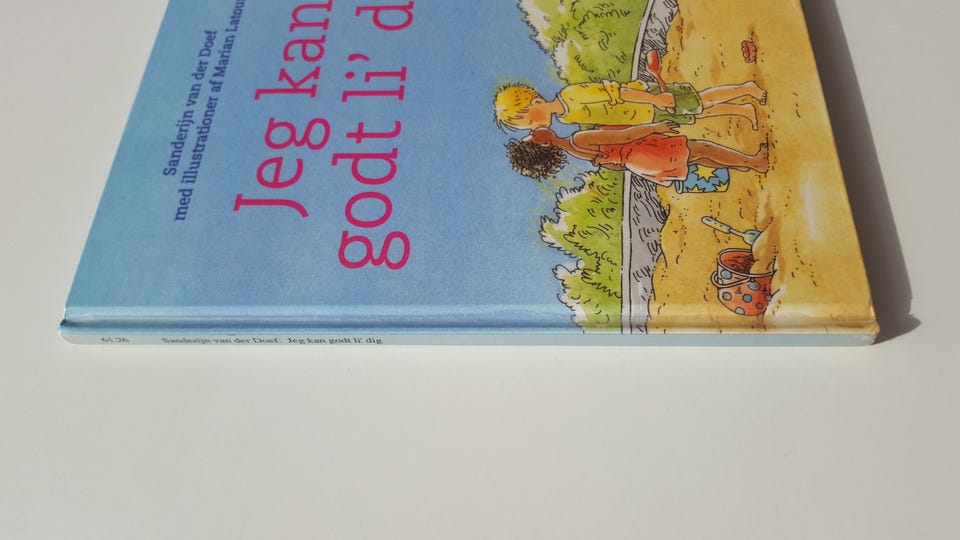 Sanderijn van der Doef
med illustrationer af Marian Latour
Jeg kan
godt li' d
61.26 Sanderijn van der Doef: Jeg kan godt li' dig